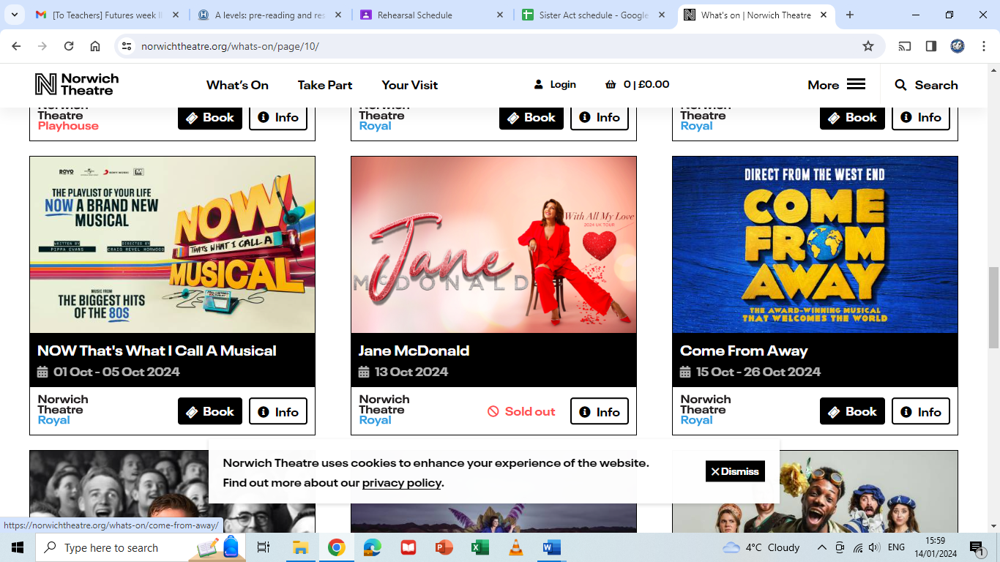 [To Teachers] Futures week
A levels: pre-reading and res
Rehearsal Schedule
Sister Act schedule - Google
What's on | Norwich Theatre
norwichtheatre.org/whats-on/page/10/
Norwich
Theatre
What's On
Take Part
Your Visit
Login
0 | £0.00
More
Search
Norwich
Theatre
Playhouse
Book
Info
Norwich
Theatre
Royal
Book
Info
Norwich
Theatre
Royal
Book
Info
ROYO
UNIVERSAL
SONY MUSIC
THE PLAYLIST OF YOUR LIFE
NOW A BRAND NEW
MUSICAL
WRITTEN BY
PIPPA EVANS
DIRECTED BY
CRAIG REVEL HORWOOD
NOW
THAT'S WHAT I CALL A
MUSICAL
MUSIC FROM
THE BIGGEST HITS
OF THE 80S
NOW That's What I Call A Musical
01 Oct - 05 Oct 2024
Norwich
Theatre
Royal
Book
Info
Jane
McDONALD
With All My Love
2024 UK TOUR
Jane McDonald
13 Oct 2024
Norwich
Theatre
Royal
Sold out
Info
DIRECT FROM THE WEST END
COME
FROM
AWAY
THE AWARD-WINNING MUSICAL
THAT WELCOMES THE WORLD
Come From Away
15 Oct - 26 Oct 2024
Norwich
Theatre
Royal
Book
Info
Norwich Theatre uses cookies to enhance your experience of the website.
Find out more about our privacy policy.
Dismiss
https://norwichtheatre.org/whats-on/come-from-away/
Type here to search
4°C Cloudy
ENG
15:59
14/01/2024
1